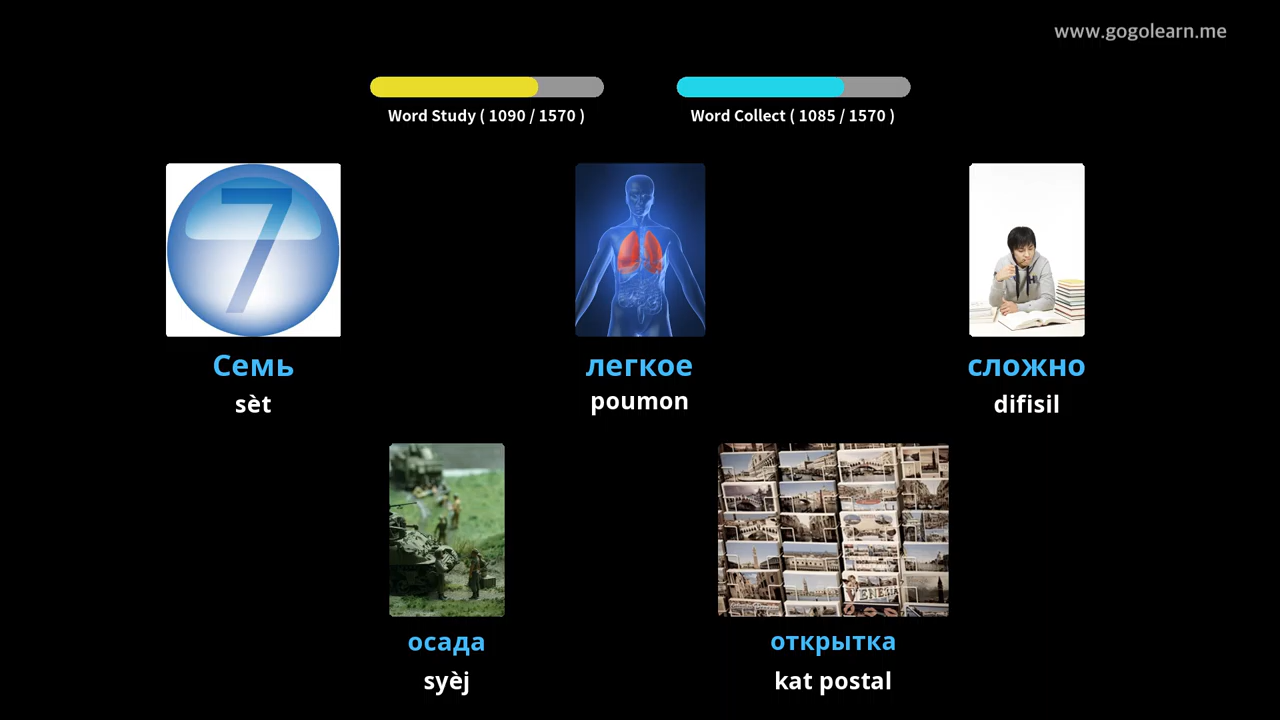 www.gogolearn.me
Word Study ( 1090 / 1570 )
Word Collect ( 1085 / 1570 )
7
Семь
sèt
легкое
poumon
сложно
difisil
осада
syèj
открытка
kat postal